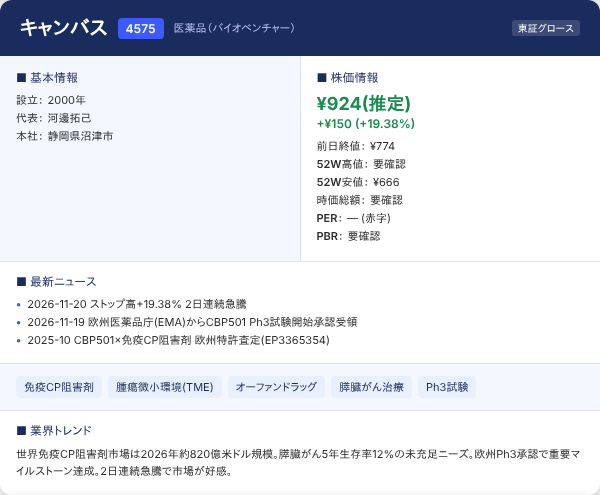 キャンバス 4575 医薬品（バイオベンチャー） 東証グロース
■ 基本情報
設立: 2000年
代表: 河邊拓己
本社: 静岡県沼津市
■ 株価情報
¥924(推定)
+¥150 (+19.38%)
前日終値: ¥774
52W高値: 要確認
52W安値: ¥666
時価総額: 要確認
PER: — (赤字)
PBR: 要確認
■ 最新ニュース
• 2026-11-20 ストップ高+19.38% 2日連続急騰
• 2026-11-19 欧州医薬品庁(EMA)からCBP501 Ph3試験開始承認受領
• 2025-10 CBP501×免疫CP阻害剤 欧州特許査定(EP3365354)
免疫CP阻害剤 腫瘍微小環境(TME) オーファンドラッグ 膵臓がん治療 Ph3試験
■ 業界トレンド
世界免疫CP阻害剤市場は2026年約820億米ドル規模。膵臓がん5年生存率12%の未充足ニーズ。欧州Ph3承認で重要マ
イルストーン達成。2日連続急騰で市場が好感。